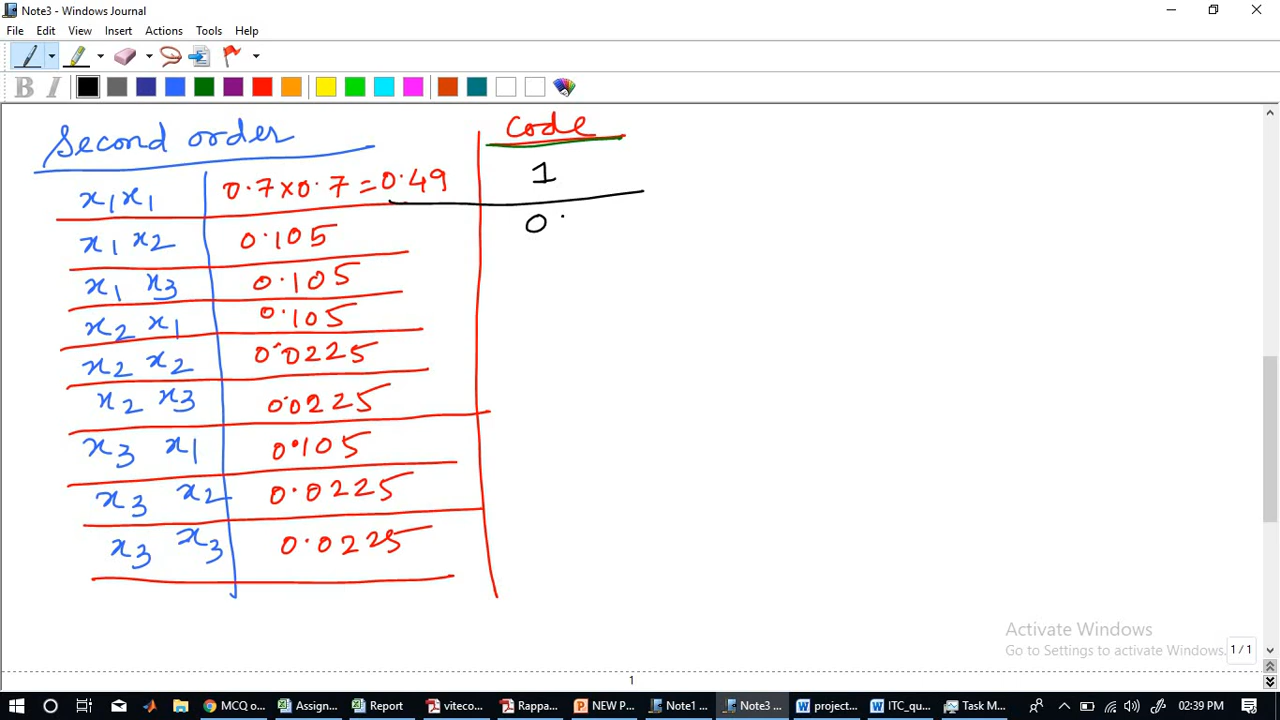 Note3 - Windows Journal
File Edit View Insert Actions Tools Help
B I
Second order Code
x1x1 0.7×0.7=0.49 1
x1 x2 0.105 0.
x1 x3 0.105
x2 x1 0.105
x2 x2 0.0225
x2 x3 0.0225
x3 x1 0.105
x3 x2 0.0225
x3 x3 0.0225
Activate Windows
Go to Settings to activate Windows.
1 / 1
1
MCQ o... Assign... Report viteco... Rappa... NEW P... Note1 ... Note3 ... project... ITC_qu... Task M... ENG 02:39 PM